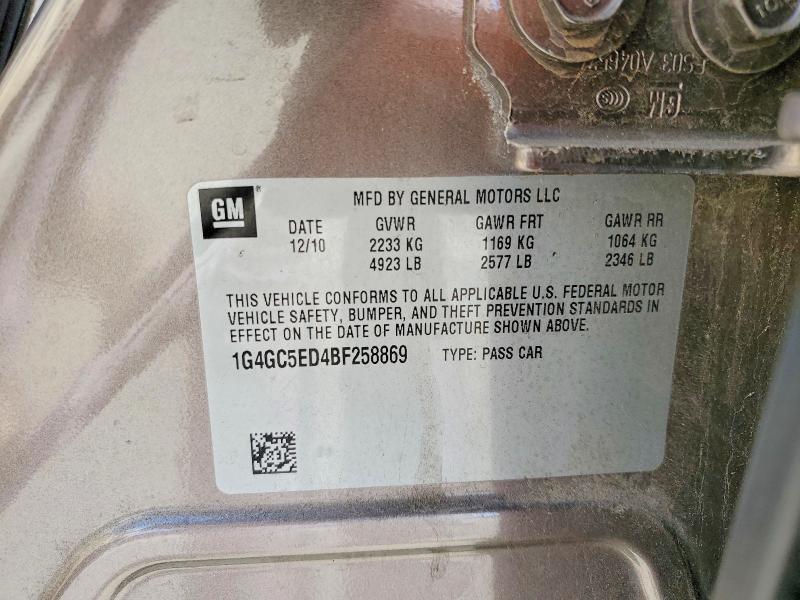 GM
MFD BY GENERAL MOTORS LLC
DATE GVWR GAWR FRT GAWR RR
12/10 2233 KG 1169 KG 1064 KG
4923 LB 2577 LB 2346 LB
THIS VEHICLE CONFORMS TO ALL APPLICABLE U.S. FEDERAL MOTOR
VEHICLE SAFETY, BUMPER, AND THEFT PREVENTION STANDARDS IN
EFFECT ON THE DATE OF MANUFACTURE SHOWN ABOVE.
1G4GC5ED4BF258869 TYPE: PASS CAR